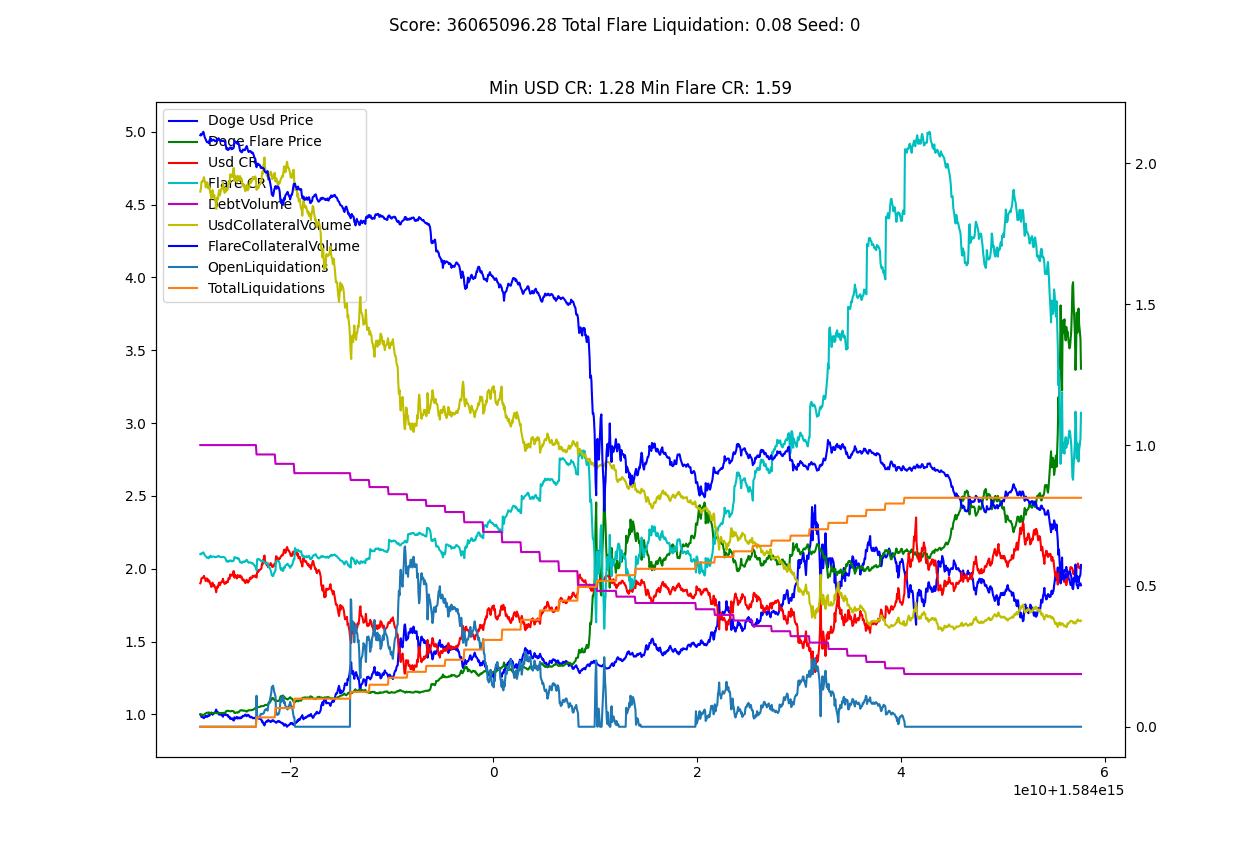 Score: 36065096.28 Total Flare Liquidation: 0.08 Seed: 0
Min USD CR: 1.28 Min Flare CR: 1.59
Doge Usd Price
Doge Flare Price
Usd CR
Flare CR
DebtVolume
UsdCollateralVolume
FlareCollateralVolume
OpenLiquidations
TotalLiquidations
5.0
4.5
4.0
3.5
3.0
2.5
2.0
1.5
1.0
2.0
1.5
1.0
0.5
0.0
−2 0 2 4 6
1e10+1.584e15